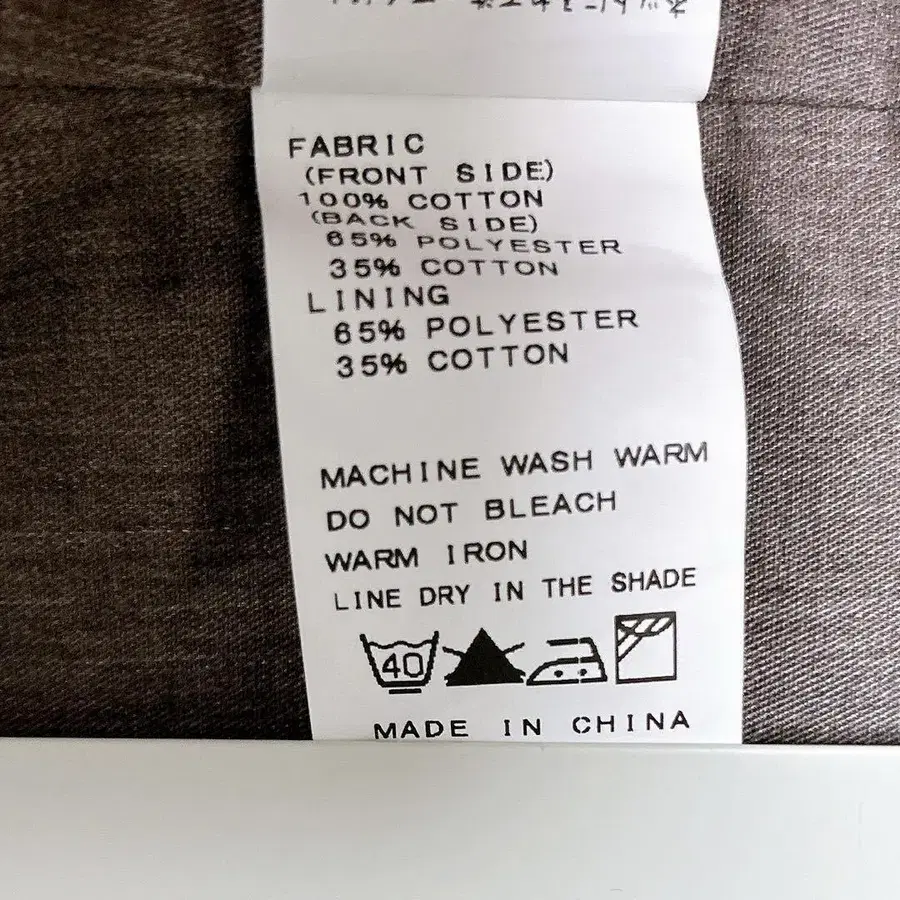 FABRIC
(FRONT SIDE)
100% COTTON
(BACK SIDE)
65% POLYESTER
35% COTTON
LINING
65% POLYESTER
35% COTTON
MACHINE WASH WARM
DO NOT BLEACH
WARM IRON
LINE DRY IN THE SHADE
40
MADE IN CHINA